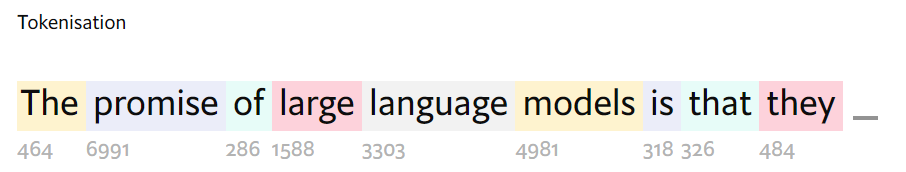 Tokenisation
The promise of large language models is that they _
464 6991 286 1588 3303 4981 318 326 484